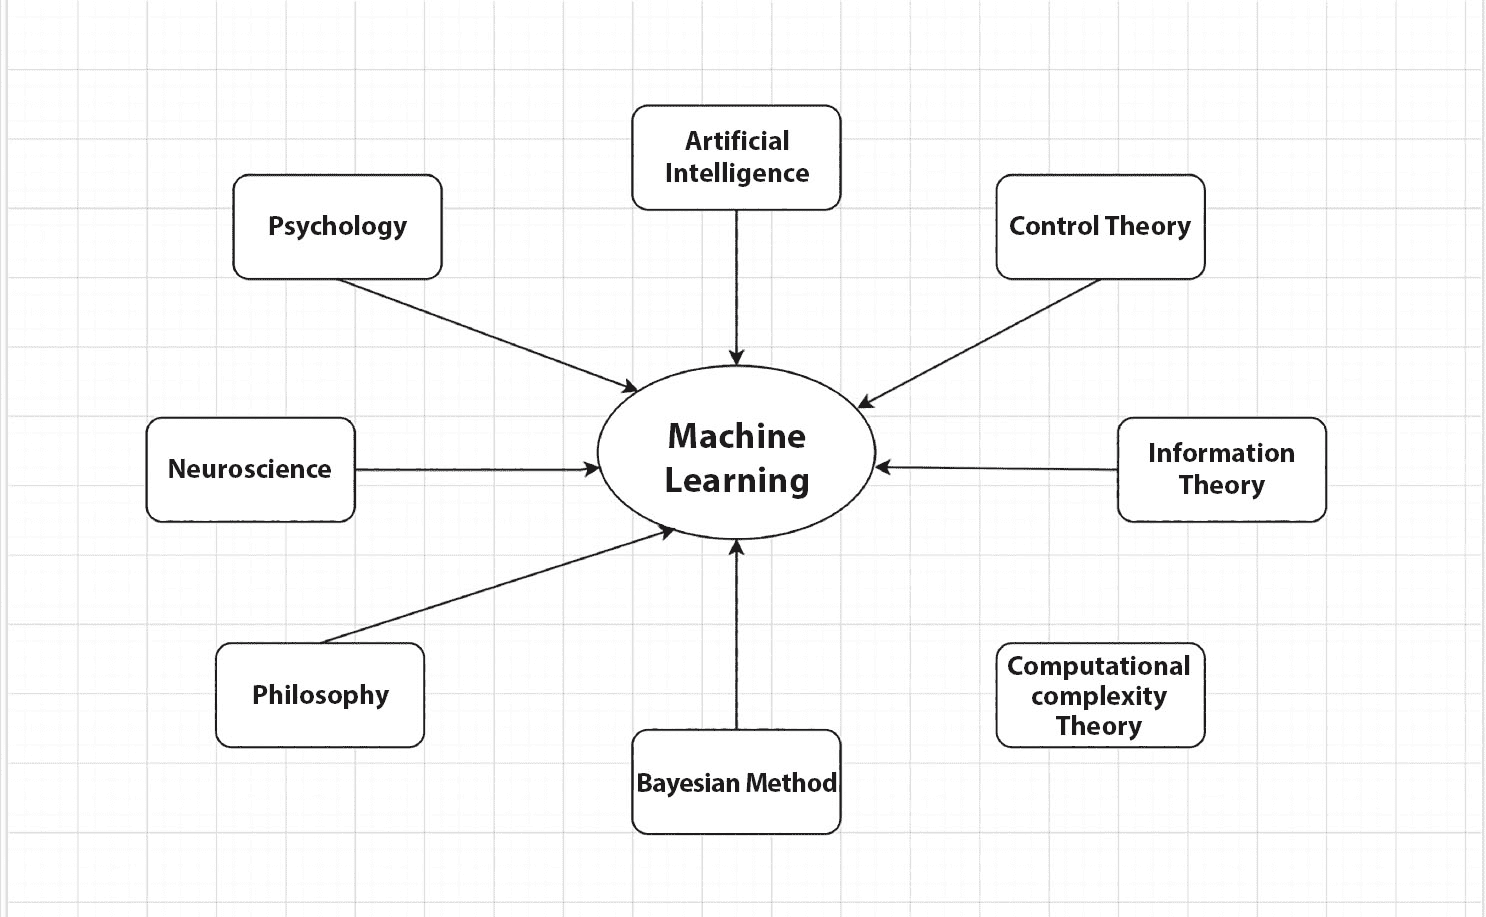 Artificial
Intelligence
Psychology
Control Theory
Machine
Learning
Neuroscience
Information
Theory
Philosophy
Computational
complexity
Theory
Bayesian Method